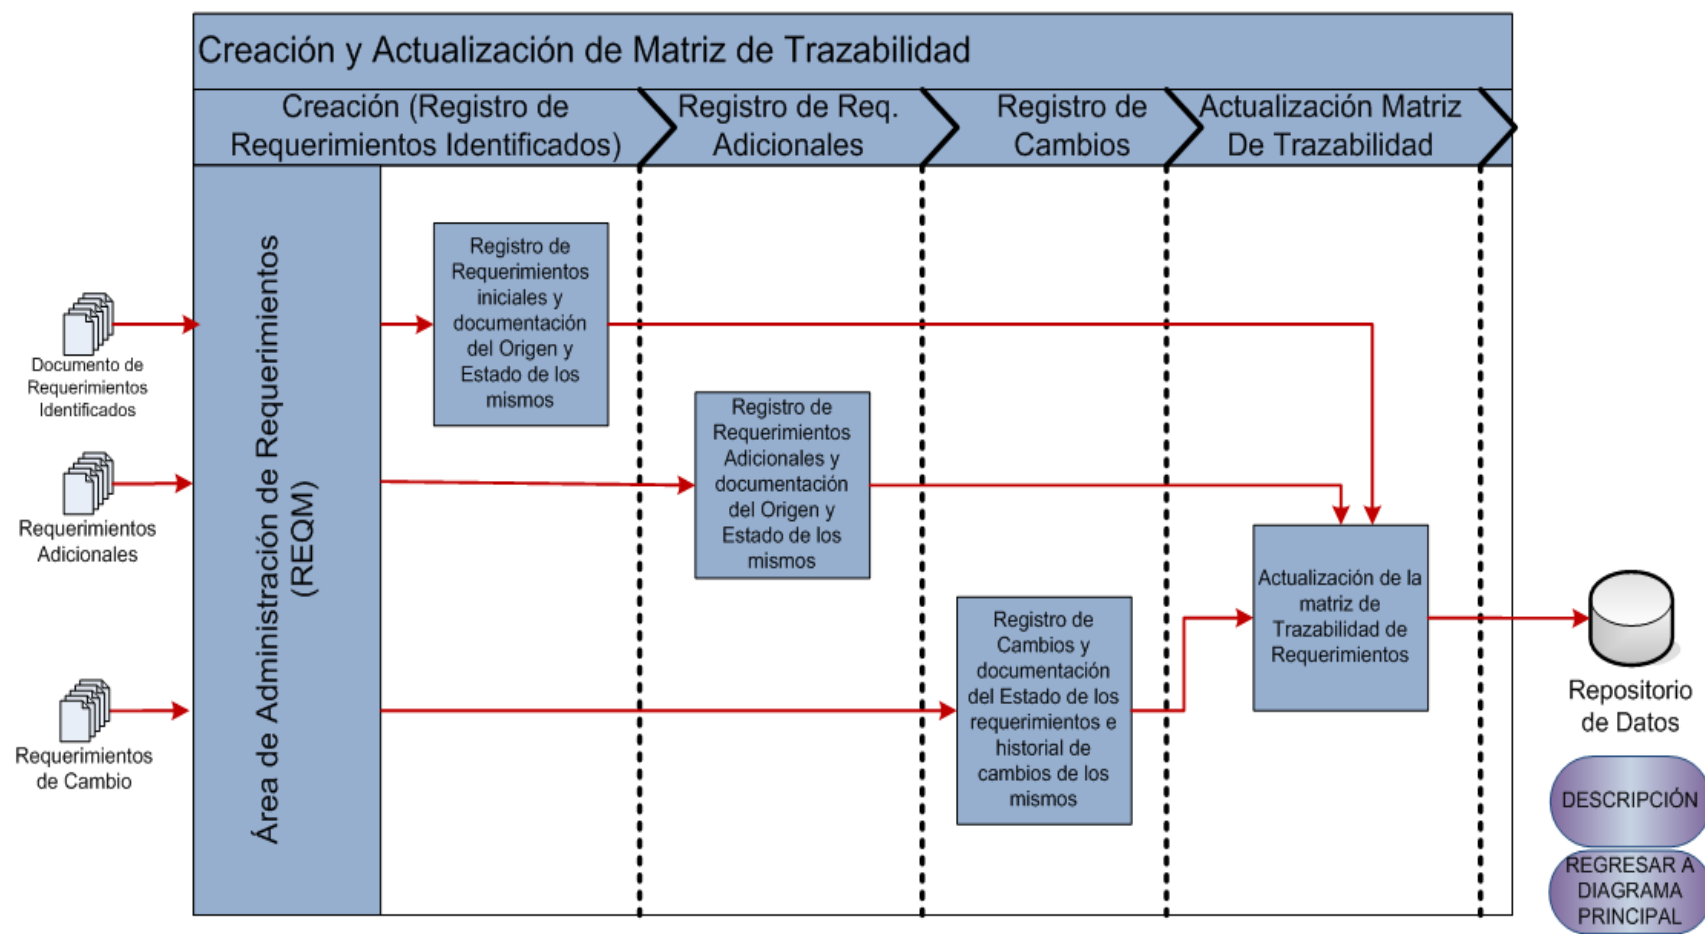 Creación y Actualización de Matriz de Trazabilidad
Creación (Registro de
Requerimientos Identificados)
Registro de Req.
Adicionales
Registro de
Cambios
Actualización Matriz
De Trazabilidad
Área de Administración de Requerimientos
(REQM)
Documento de
Requerimientos
Identificados
Requerimientos
Adicionales
Requerimientos
de Cambio
Registro de
Requerimientos
iniciales y
documentación
del Origen y
Estado de los
mismos
Registro de
Requerimientos
Adicionales y
documentación
del Origen y
Estado de los
mismos
Registro de
Cambios y
documentación
del Estado de los
requerimientos e
historial de
cambios de los
mismos
Actualización de la
matriz de
Trazabilidad de
Requerimientos
Repositorio
de Datos
DESCRIPCIÓN
REGRESAR A
DIAGRAMA
PRINCIPAL